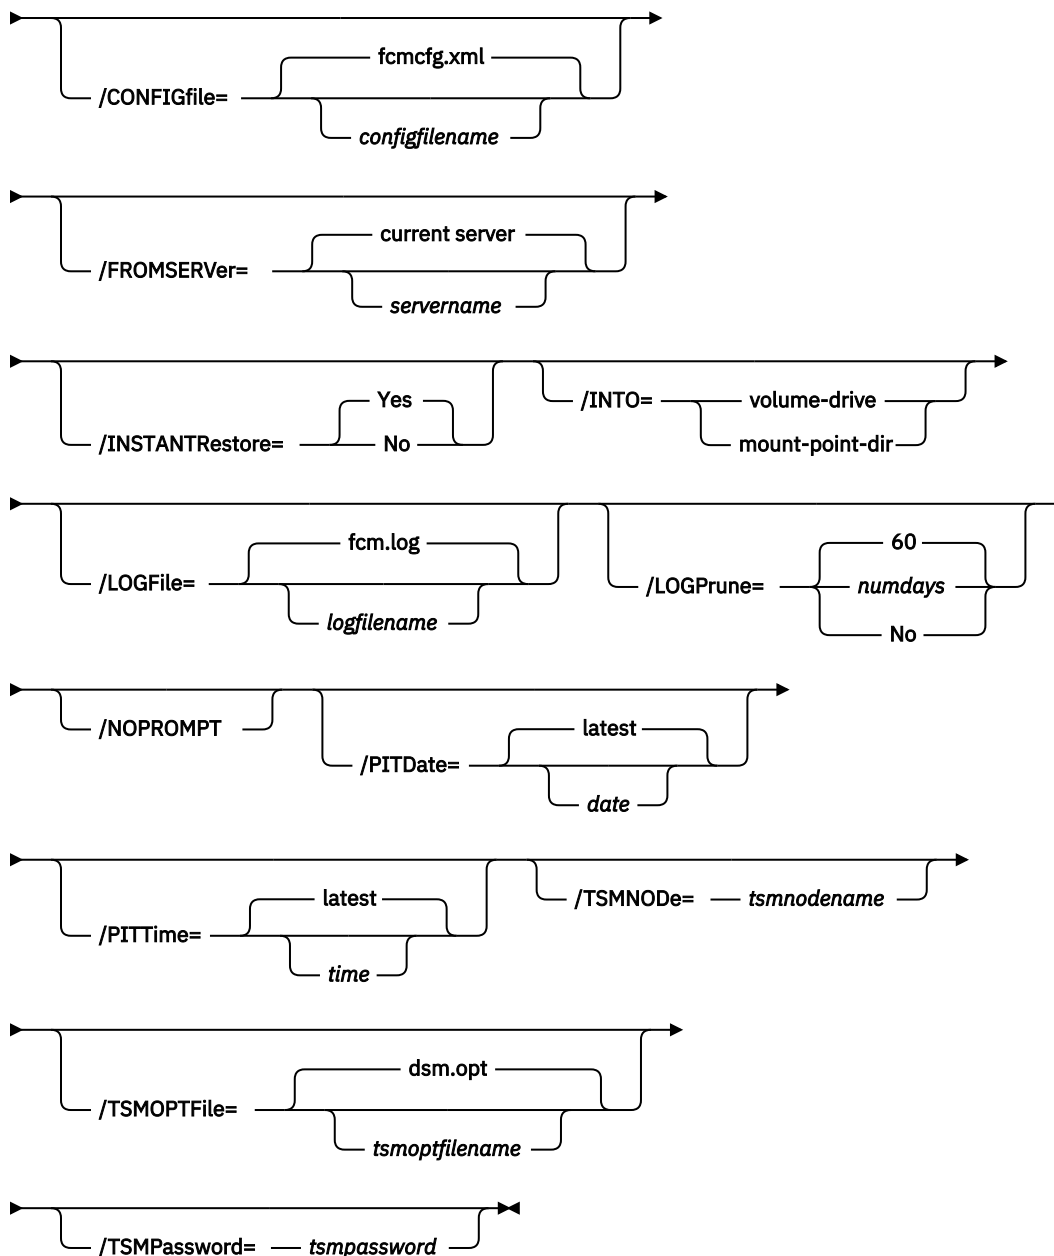 fcmcfg.xml
/CONFIGfile=
configfilename
current server
/FROMSERVer=
servername
Yes
/INSTANTRestore=
No
/INTO=
volume-drive
mount-point-dir
fcm.log
/LOGFile=
logfilename
60
/LOGPrune=
numdays
No
/NOPROMPT
latest
/PITDate=
date
latest
/PITTime=
time
/TSMNODe=
tsmnodename
dsm.opt
/TSMOPTFile=
tsmoptfilename
/TSMPassword=
tsmpassword